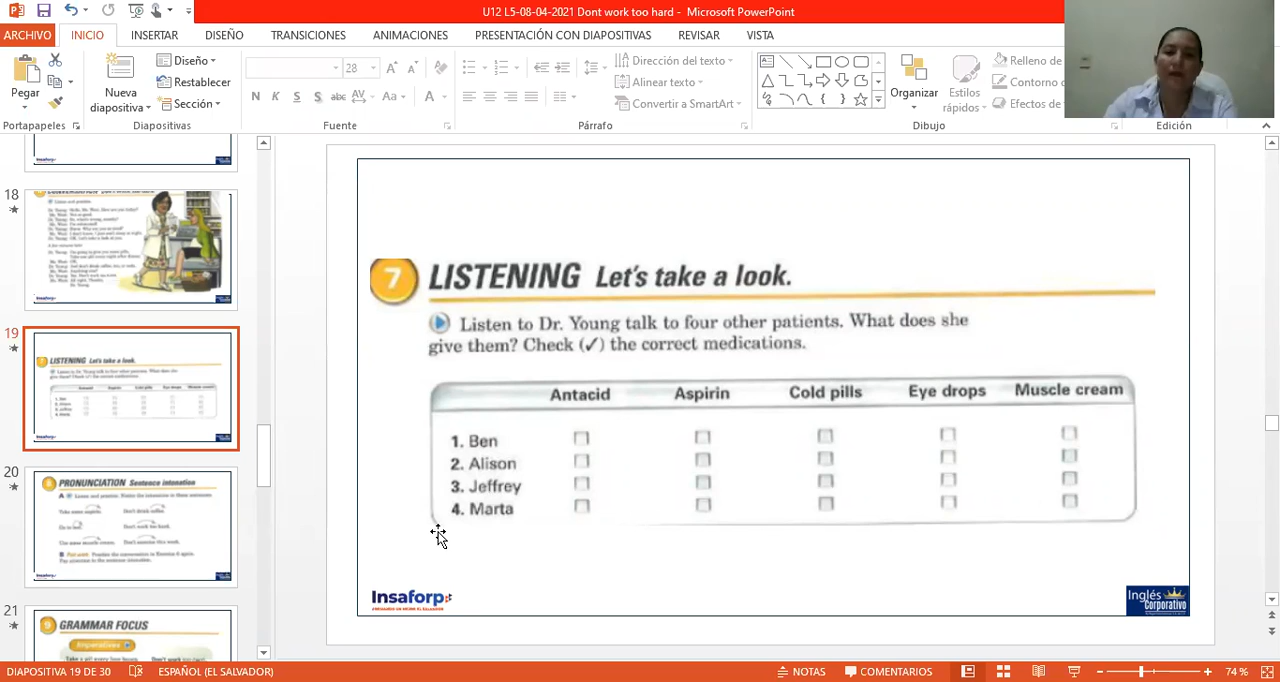 U12 L5-08-04-2021 Dont work too hard - Microsoft PowerPoint
ARCHIVO INICIO INSERTAR DISEÑO TRANSICIONES ANIMACIONES PRESENTACIÓN CON DIAPOSITIVAS REVISAR VISTA
Pegar
Nueva
diapositiva
Diseño
Restablecer
Sección
28
N K S S abc AV Aa A
Dirección del texto
Alinear texto
Convertir a SmartArt
Organizar
Estilos
rápidos
Relleno de
Contorno
Efectos de
Portapapeles Diapositivas Fuente Párrafo Dibujo Edición
18
19
LISTENING Let's take a look.
20
PRONUNCIATION Sentence intonation
21
GRAMMAR FOCUS
Imperatives
7 LISTENING Let's take a look.
Listen to Dr. Young talk to four other patients. What does she
give them? Check (✓) the correct medications.
Antacid Aspirin Cold pills Eye drops Muscle cream
1. Ben
2. Alison
3. Jeffrey
4. Marta
Insaforp
Inglés
Corporativo
DIAPOSITIVA 19 DE 30 ESPAÑOL (EL SALVADOR) NOTAS COMENTARIOS 74 %